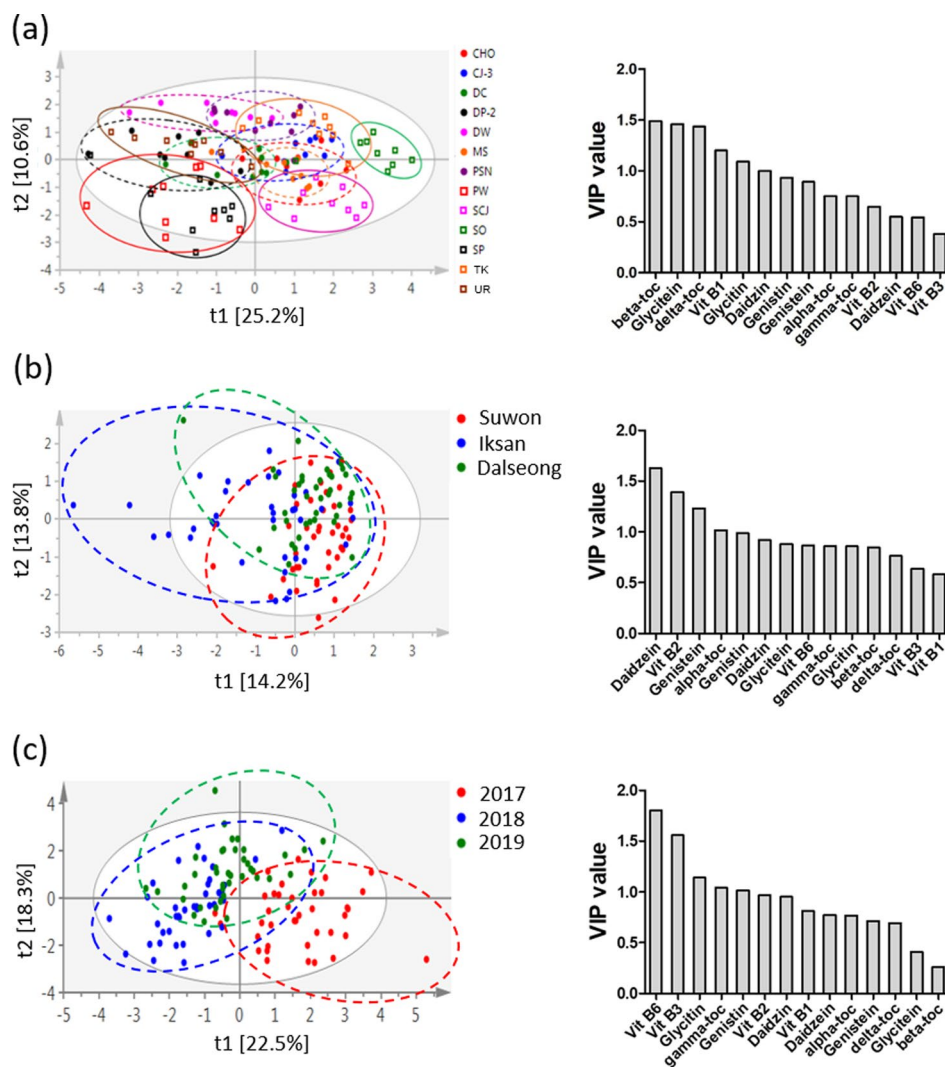 (a)
3
2
1
0
-1
-2
-3
-4
t2 [10.6%]
-5 -4 -3 -2 -1 0 1 2 3 4
t1 [25.2%]
CHO
CJ-3
DC
DP-2
DW
MS
PSN
PW
SCJ
SO
SP
TK
UR
VIP value
2.0
1.5
1.0
0.5
0.0
beta-toc
Glycitein
delta-toc
Vit B1
Glycitin
Daidzin
Genistin
Genistein
alpha-toc
gamma-toc
Vit B2
Daidzein
Vit B6
Vit B3
(b)
2
1
0
-1
-2
-3
t2 [13.8%]
-6 -5 -4 -3 -2 -1 0 1 2 3
t1 [14.2%]
Suwon
Iksan
Dalseong
VIP value
2.0
1.5
1.0
0.5
0.0
Daidzein
Vit B2
Genistein
alpha-toc
Genistin
Daidzin
Glycitein
Vit B6
gamma-toc
Glycitin
beta-toc
delta-toc
Vit B3
Vit B1
(c)
4
2
0
-2
-4
t2 [18.3%]
-5 -4 -3 -2 -1 0 1 2 3 4 5
t1 [22.5%]
2017
2018
2019
VIP value
2.0
1.5
1.0
0.5
0.0
Vit B6
Vit B3
Glycitin
gamma-toc
Genistin
Vit B2
Daidzin
Vit B1
Daidzein
alpha-toc
Genistein
delta-toc
Glycitein
beta-toc